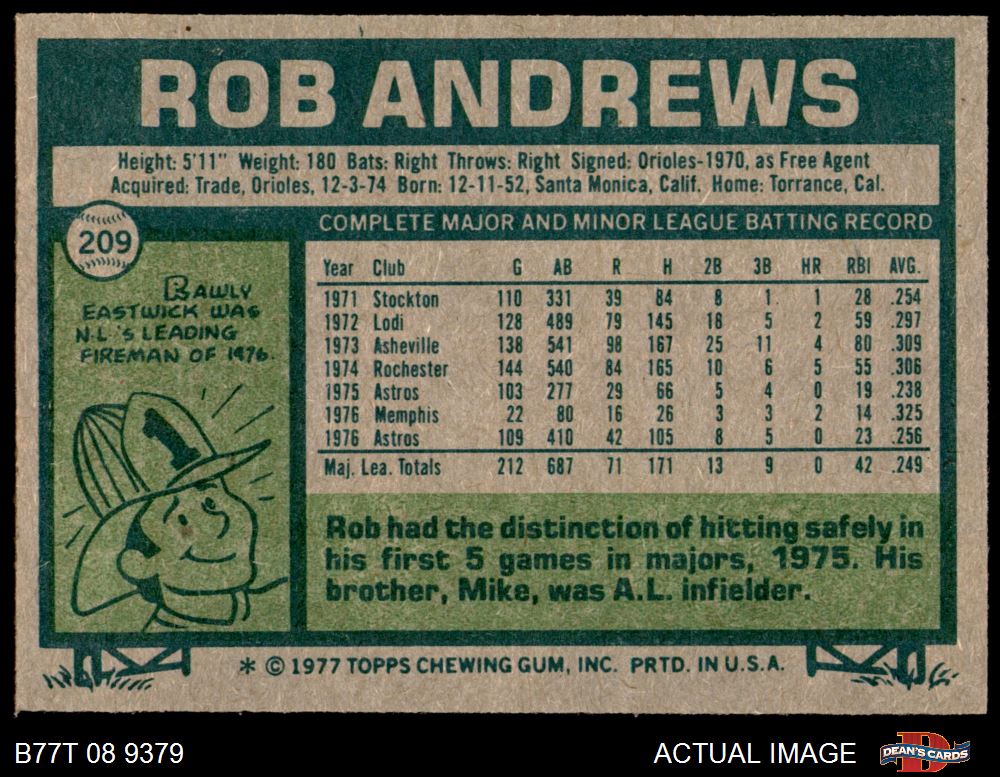 ROB ANDREWS
Height: 5'11" Weight: 180 Bats: Right Throws: Right Signed: Orioles-1970, as Free Agent
Acquired: Trade, Orioles, 12-3-74 Born: 12-11-52, Santa Monica, Calif. Home: Torrance, Cal.
209
COMPLETE MAJOR AND MINOR LEAGUE BATTING RECORD
RAWLY
EASTWICK WAS
N.L.'S LEADING
FIREMAN OF 1976.
1
Year Club G AB R H 2B 3B HR RBI AVG.
1971 Stockton 110 331 39 84 8 1 1 28 .254
1972 Lodi 128 489 79 145 18 5 2 59 .297
1973 Asheville 138 541 98 167 25 11 4 80 .309
1974 Rochester 144 540 84 165 10 6 5 55 .306
1975 Astros 103 277 29 66 5 4 0 19 .238
1976 Memphis 22 80 16 26 3 3 2 14 .325
1976 Astros 109 410 42 105 8 5 0 23 .256
Maj. Lea. Totals 212 687 71 171 13 9 0 42 .249
Rob had the distinction of hitting safely in
his first 5 games in majors, 1975. His
brother, Mike, was A.L. infielder.
* © 1977 TOPPS CHEWING GUM, INC. PRTD. IN U.S.A.
B77T 08 9379
ACTUAL IMAGE
DEAN'S CARDS